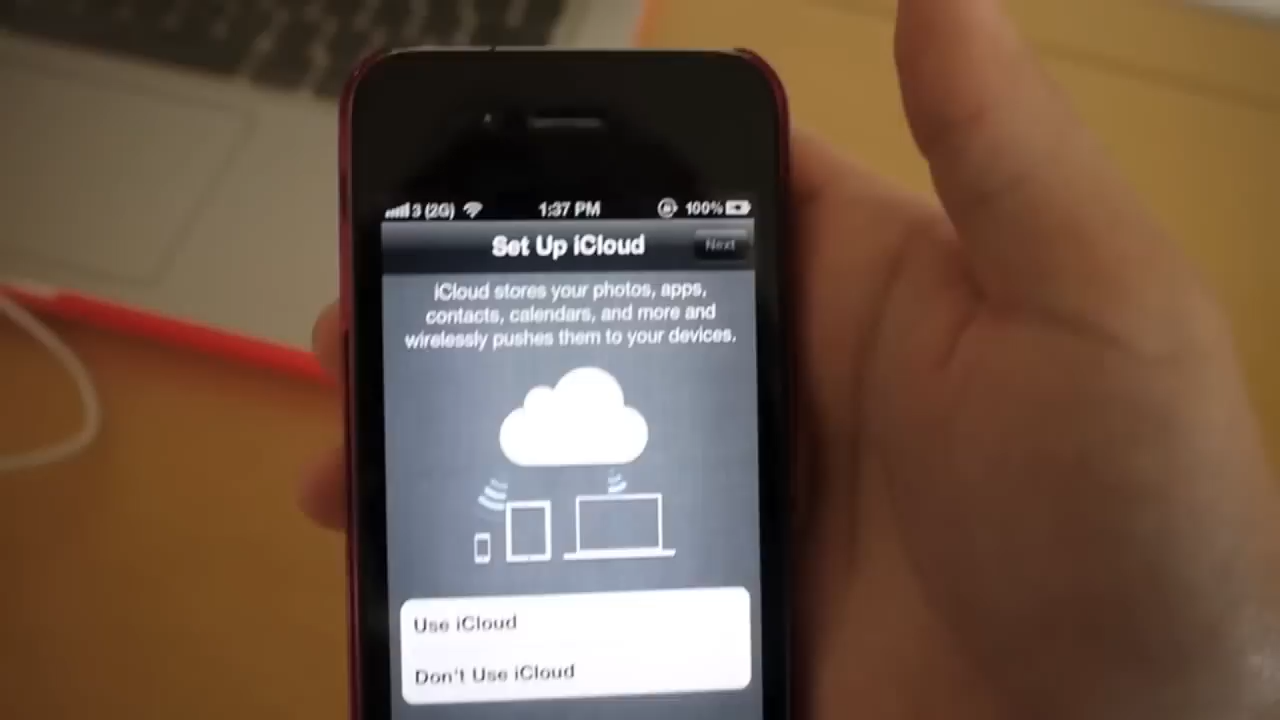 3 (2G) 1:37 PM 100%
Set Up iCloud Next
iCloud stores your photos, apps,
contacts, calendars, and more and
wirelessly pushes them to your devices.
Use iCloud
Don't Use iCloud